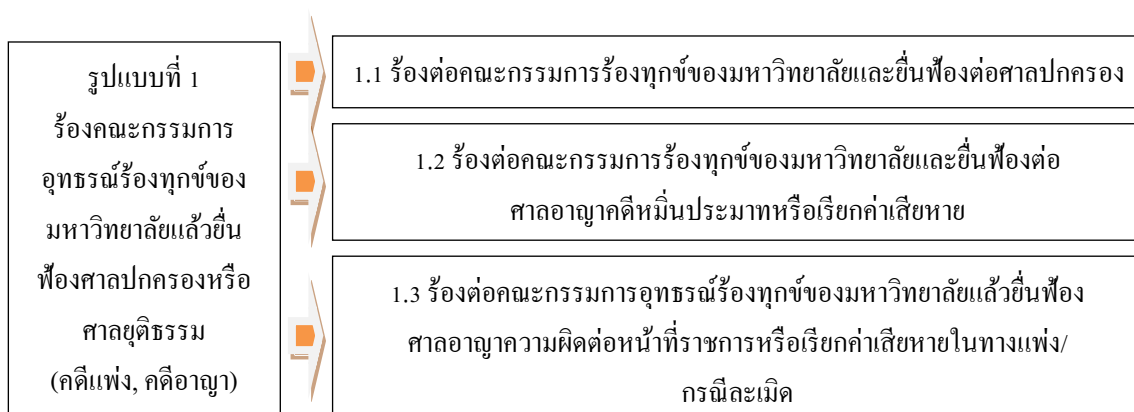 รูปแบบที่ 1
ร้องคณะกรรมการ
อุทธรณ์ร้องทุกข์ของ
มหาวิทยาลัยแล้วยื่น
ฟ้องศาลปกครองหรือ
ศาลยุติธรรม
(คดีแพ่ง, คดีอาญา)
1.1 ร้องต่อคณะกรรมการร้องทุกข์ของมหาวิทยาลัยและยื่นฟ้องต่อศาลปกครอง
1.2 ร้องต่อคณะกรรมการร้องทุกข์ของมหาวิทยาลัยและยื่นฟ้องต่อ
ศาลอาญาคดีหมิ่นประมาทหรือเรียกค่าเสียหาย
1.3 ร้องต่อคณะกรรมการอุทธรณ์ร้องทุกข์ของมหาวิทยาลัยแล้วยื่นฟ้อง
ศาลอาญาความผิดต่อหน้าที่ราชการหรือเรียกค่าเสียหายในทางแพ่ง/
กรณีละเมิด